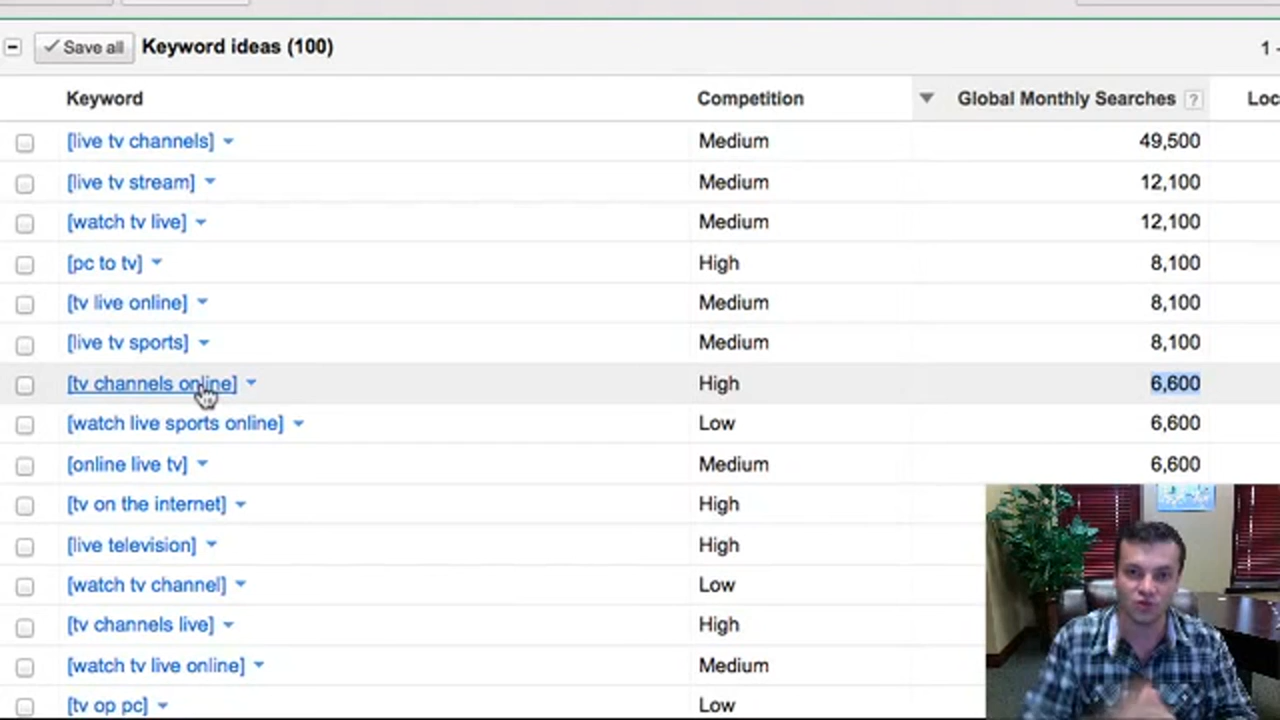 Save all Keyword ideas (100) 1 -
Keyword Competition Global Monthly Searches ? Loc
[live tv channels] Medium 49,500
[live tv stream] Medium 12,100
[watch tv live] Medium 12,100
[pc to tv] High 8,100
[tv live online] Medium 8,100
[live tv sports] Medium 8,100
[tv channels online] High 6,600
[watch live sports online] Low 6,600
[online live tv] Medium 6,600
[tv on the internet] High
[live television] High
[watch tv channel] Low
[tv channels live] High
[watch tv live online] Medium
[tv op pc] Low